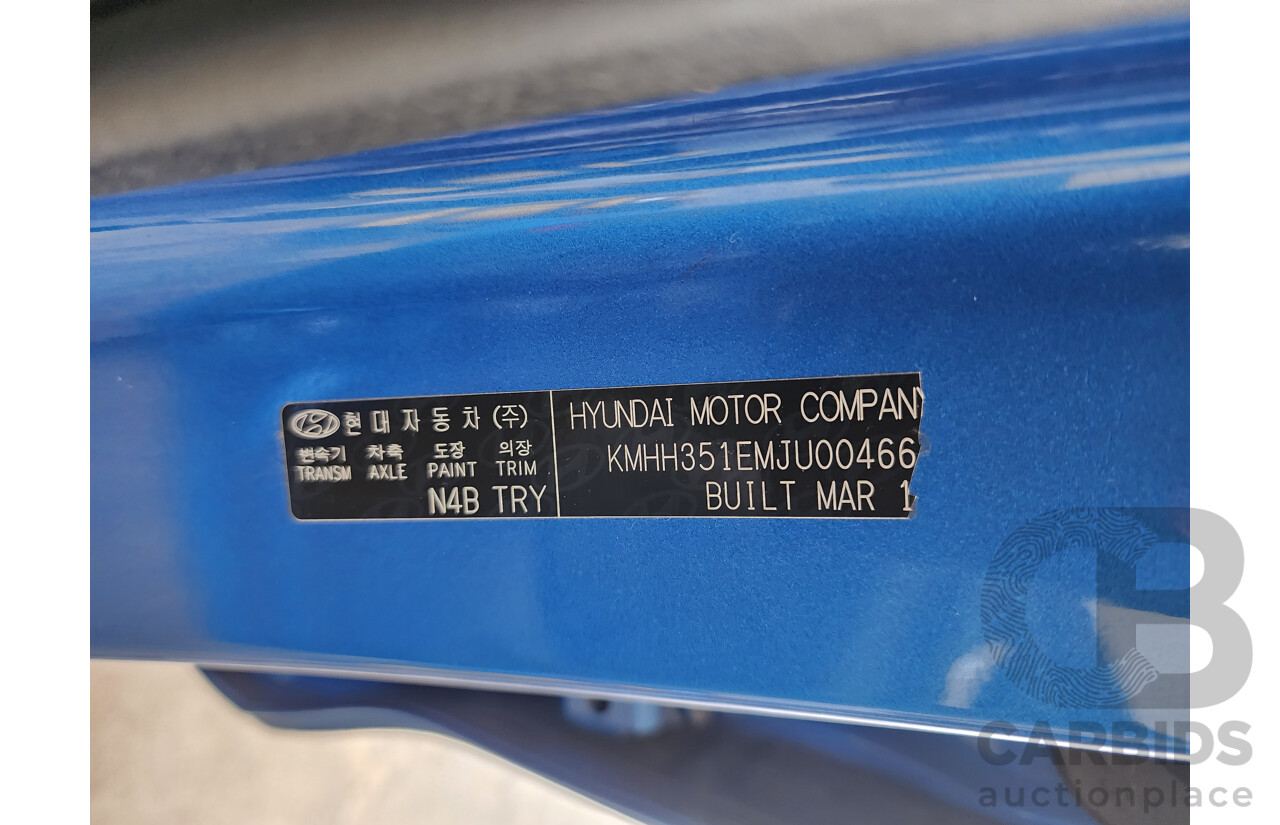 현대자동차(주)
변속기 차축 도장 의장
TRANSM AXLE PAINT TRIM
N4B TRY
HYUNDAI MOTOR COMPANY
KMHH351EMJU00466
BUILT MAR 1
CB
CARBIDS
auctionplace